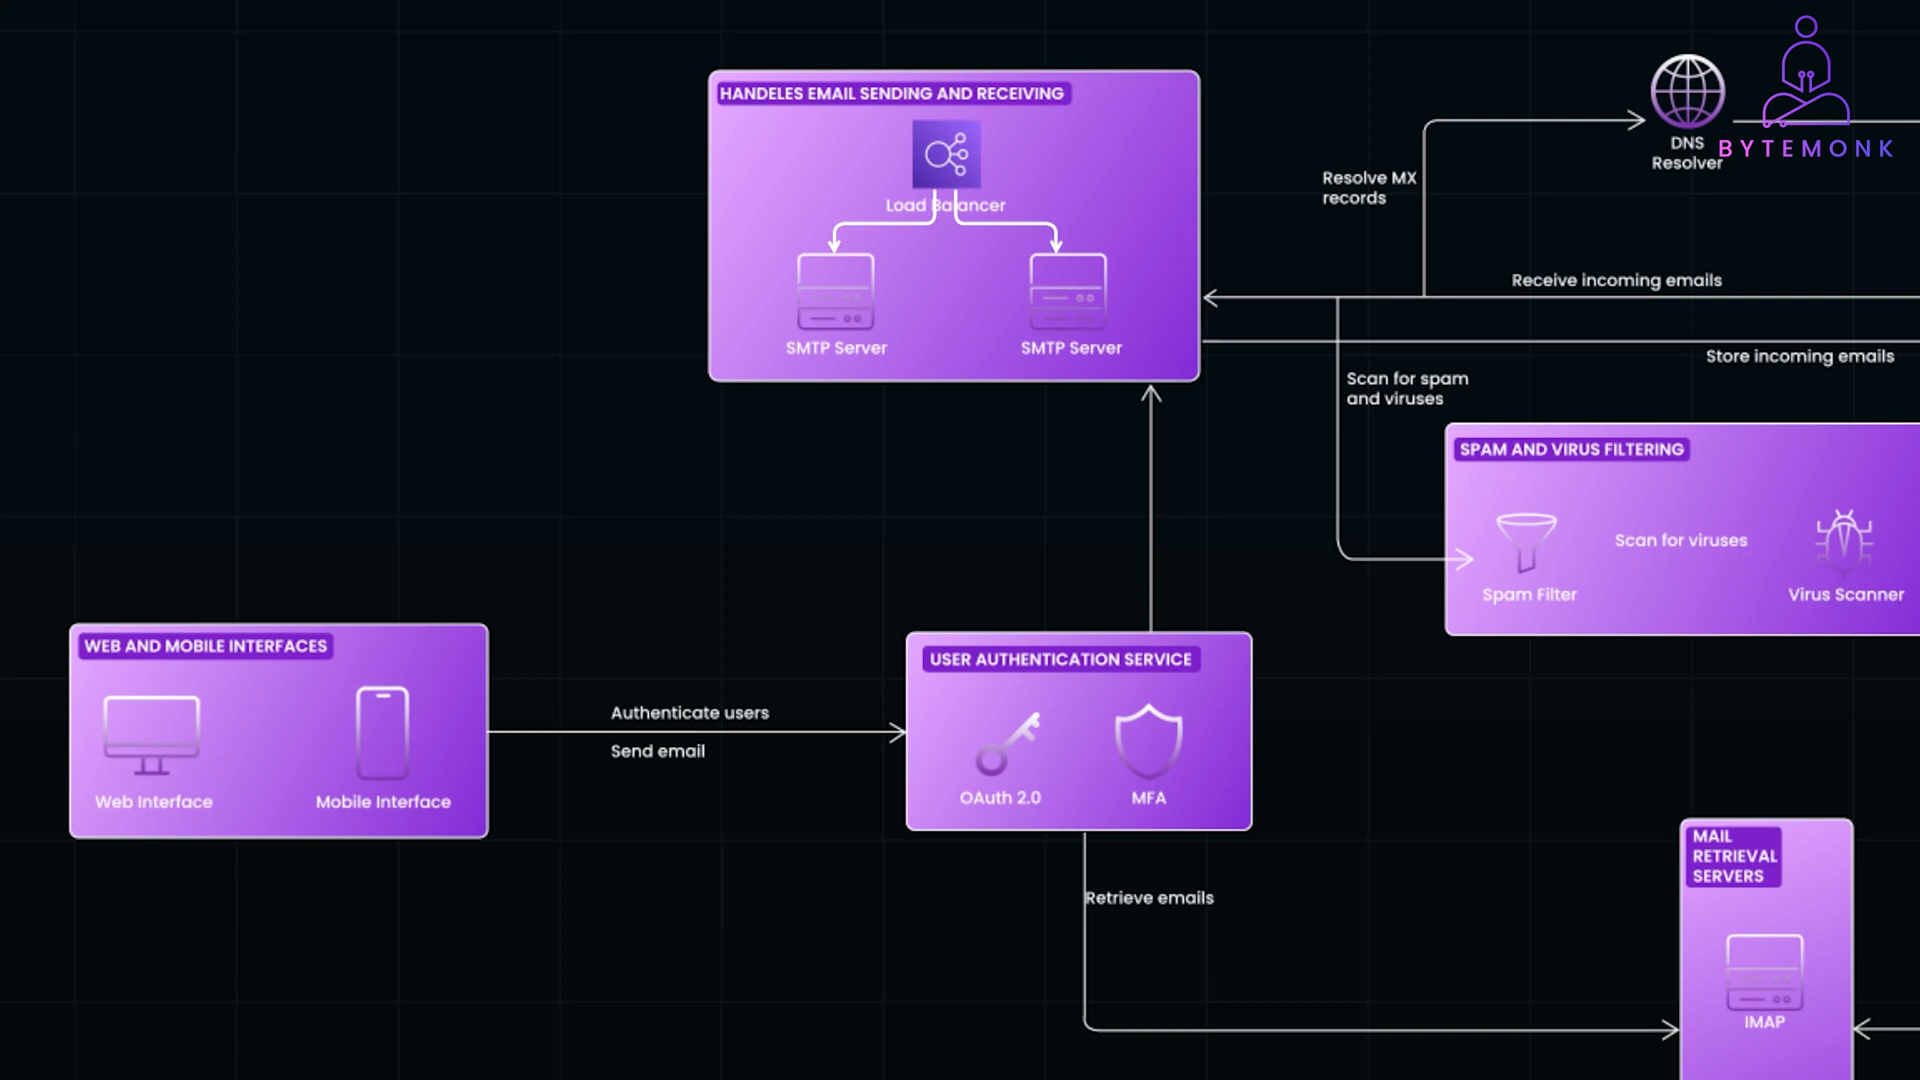 HANDELES EMAIL SENDING AND RECEIVING
Load Balancer
SMTP Server
SMTP Server
DNS
Resolver
BYTEMONK
Resolve MX
records
Receive incoming emails
Store incoming emails
Scan for spam
and viruses
SPAM AND VIRUS FILTERING
Scan for viruses
Spam Filter
Virus Scanner
WEB AND MOBILE INTERFACES
Web Interface
Mobile Interface
Authenticate users
Send email
USER AUTHENTICATION SERVICE
OAuth 2.0
MFA
Retrieve emails
MAIL
RETRIEVAL
SERVERS
IMAP